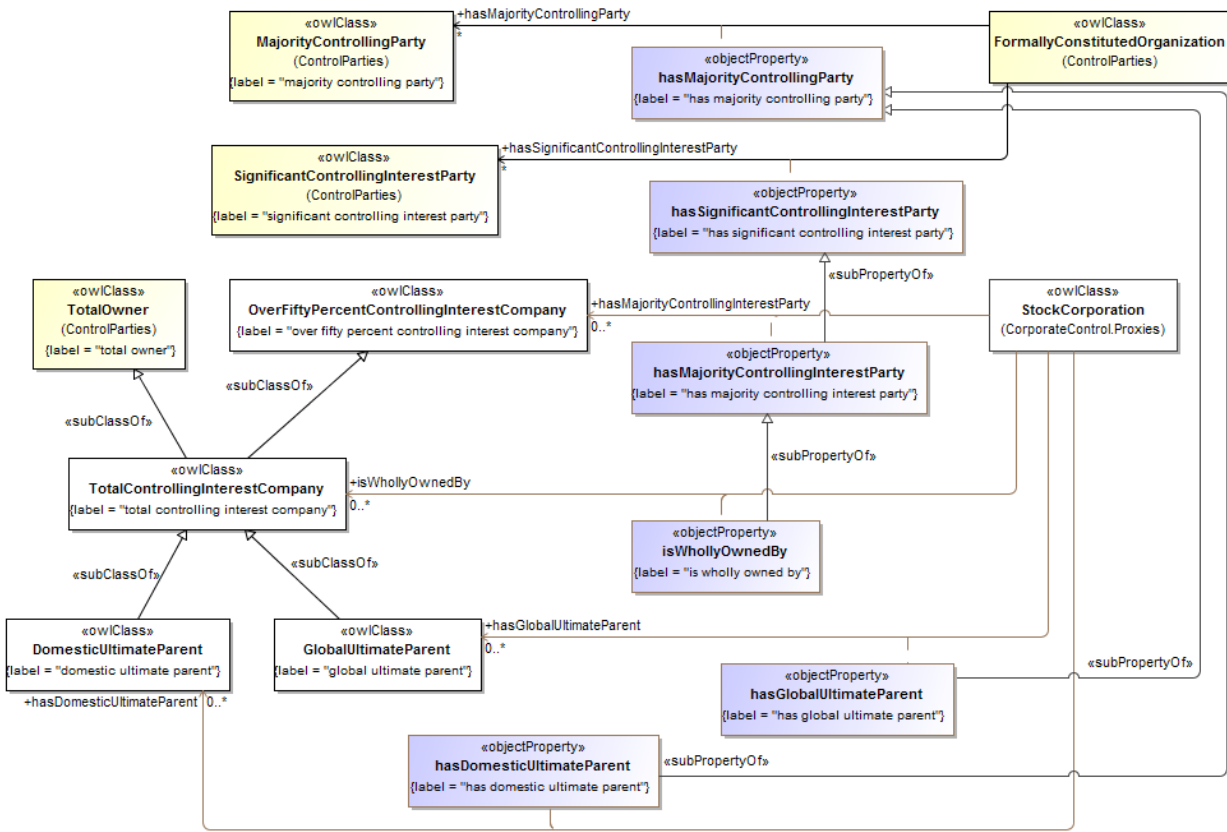 «owlClass»
MajorityControllingParty
(ControlParties)
{label = "majority controlling party"}
+hasMajorityControllingParty
*
«objectProperty»
hasMajorityControllingParty
{label = "has majority controlling party"}
«owlClass»
FormallyConstitutedOrganization
(ControlParties)
«owlClass»
SignificantControllingInterestParty
(ControlParties)
{label = "significant controlling interest party"}
+hasSignificantControllingInterestParty
*
«objectProperty»
hasSignificantControllingInterestParty
{label = "has significant controlling interest party"}
«subPropertyOf»
«owlClass»
TotalOwner
(ControlParties)
{label = "total owner"}
«owlClass»
OverFiftyPercentControllingInterestCompany
{label = "over fifty percent controlling interest company"}
+hasMajorityControllingInterestParty
0..*
«owlClass»
StockCorporation
(CorporateControl.Proxies)
«objectProperty»
hasMajorityControllingInterestParty
{label = "has majority controlling interest party"}
«subClassOf»
«subClassOf»
«subPropertyOf»
«owlClass»
TotalControllingInterestCompany
{label = "total controlling interest company"}
+isWhollyOwnedBy
0..*
«objectProperty»
isWhollyOwnedBy
{label = "is wholly owned by"}
«subClassOf»
«subClassOf»
«owlClass»
DomesticUltimateParent
{label = "domestic ultimate parent"}
«owlClass»
GlobalUltimateParent
{label = "global ultimate parent"}
+hasGlobalUltimateParent
0..*
«objectProperty»
hasGlobalUltimateParent
{label = "has global ultimate parent"}
«subPropertyOf»
+hasDomesticUltimateParent
0..*
«objectProperty»
hasDomesticUltimateParent
{label = "has domestic ultimate parent"}
«subPropertyOf»